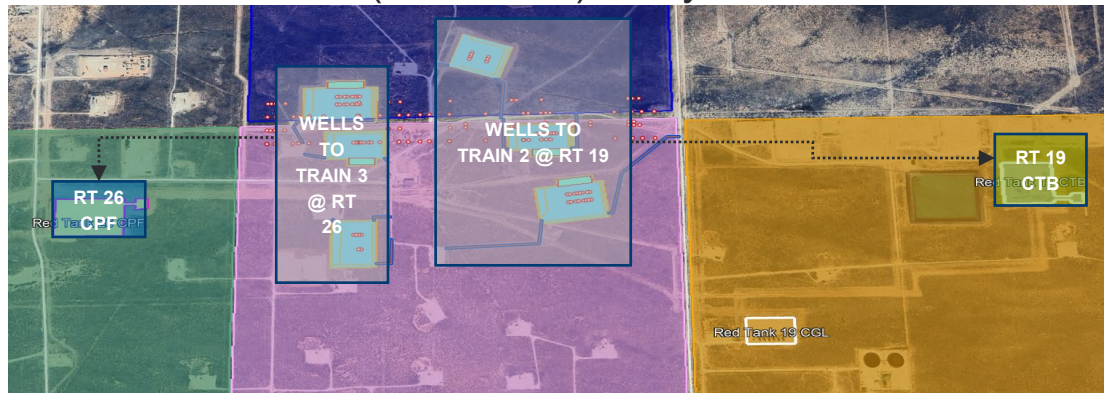 WELLS
TO
TRAIN 3
@ RT
26
WELLS TO
TRAIN 2 @ RT 19
RT 19
CTB
RT 26
CPF
Red Tank 19 CGL